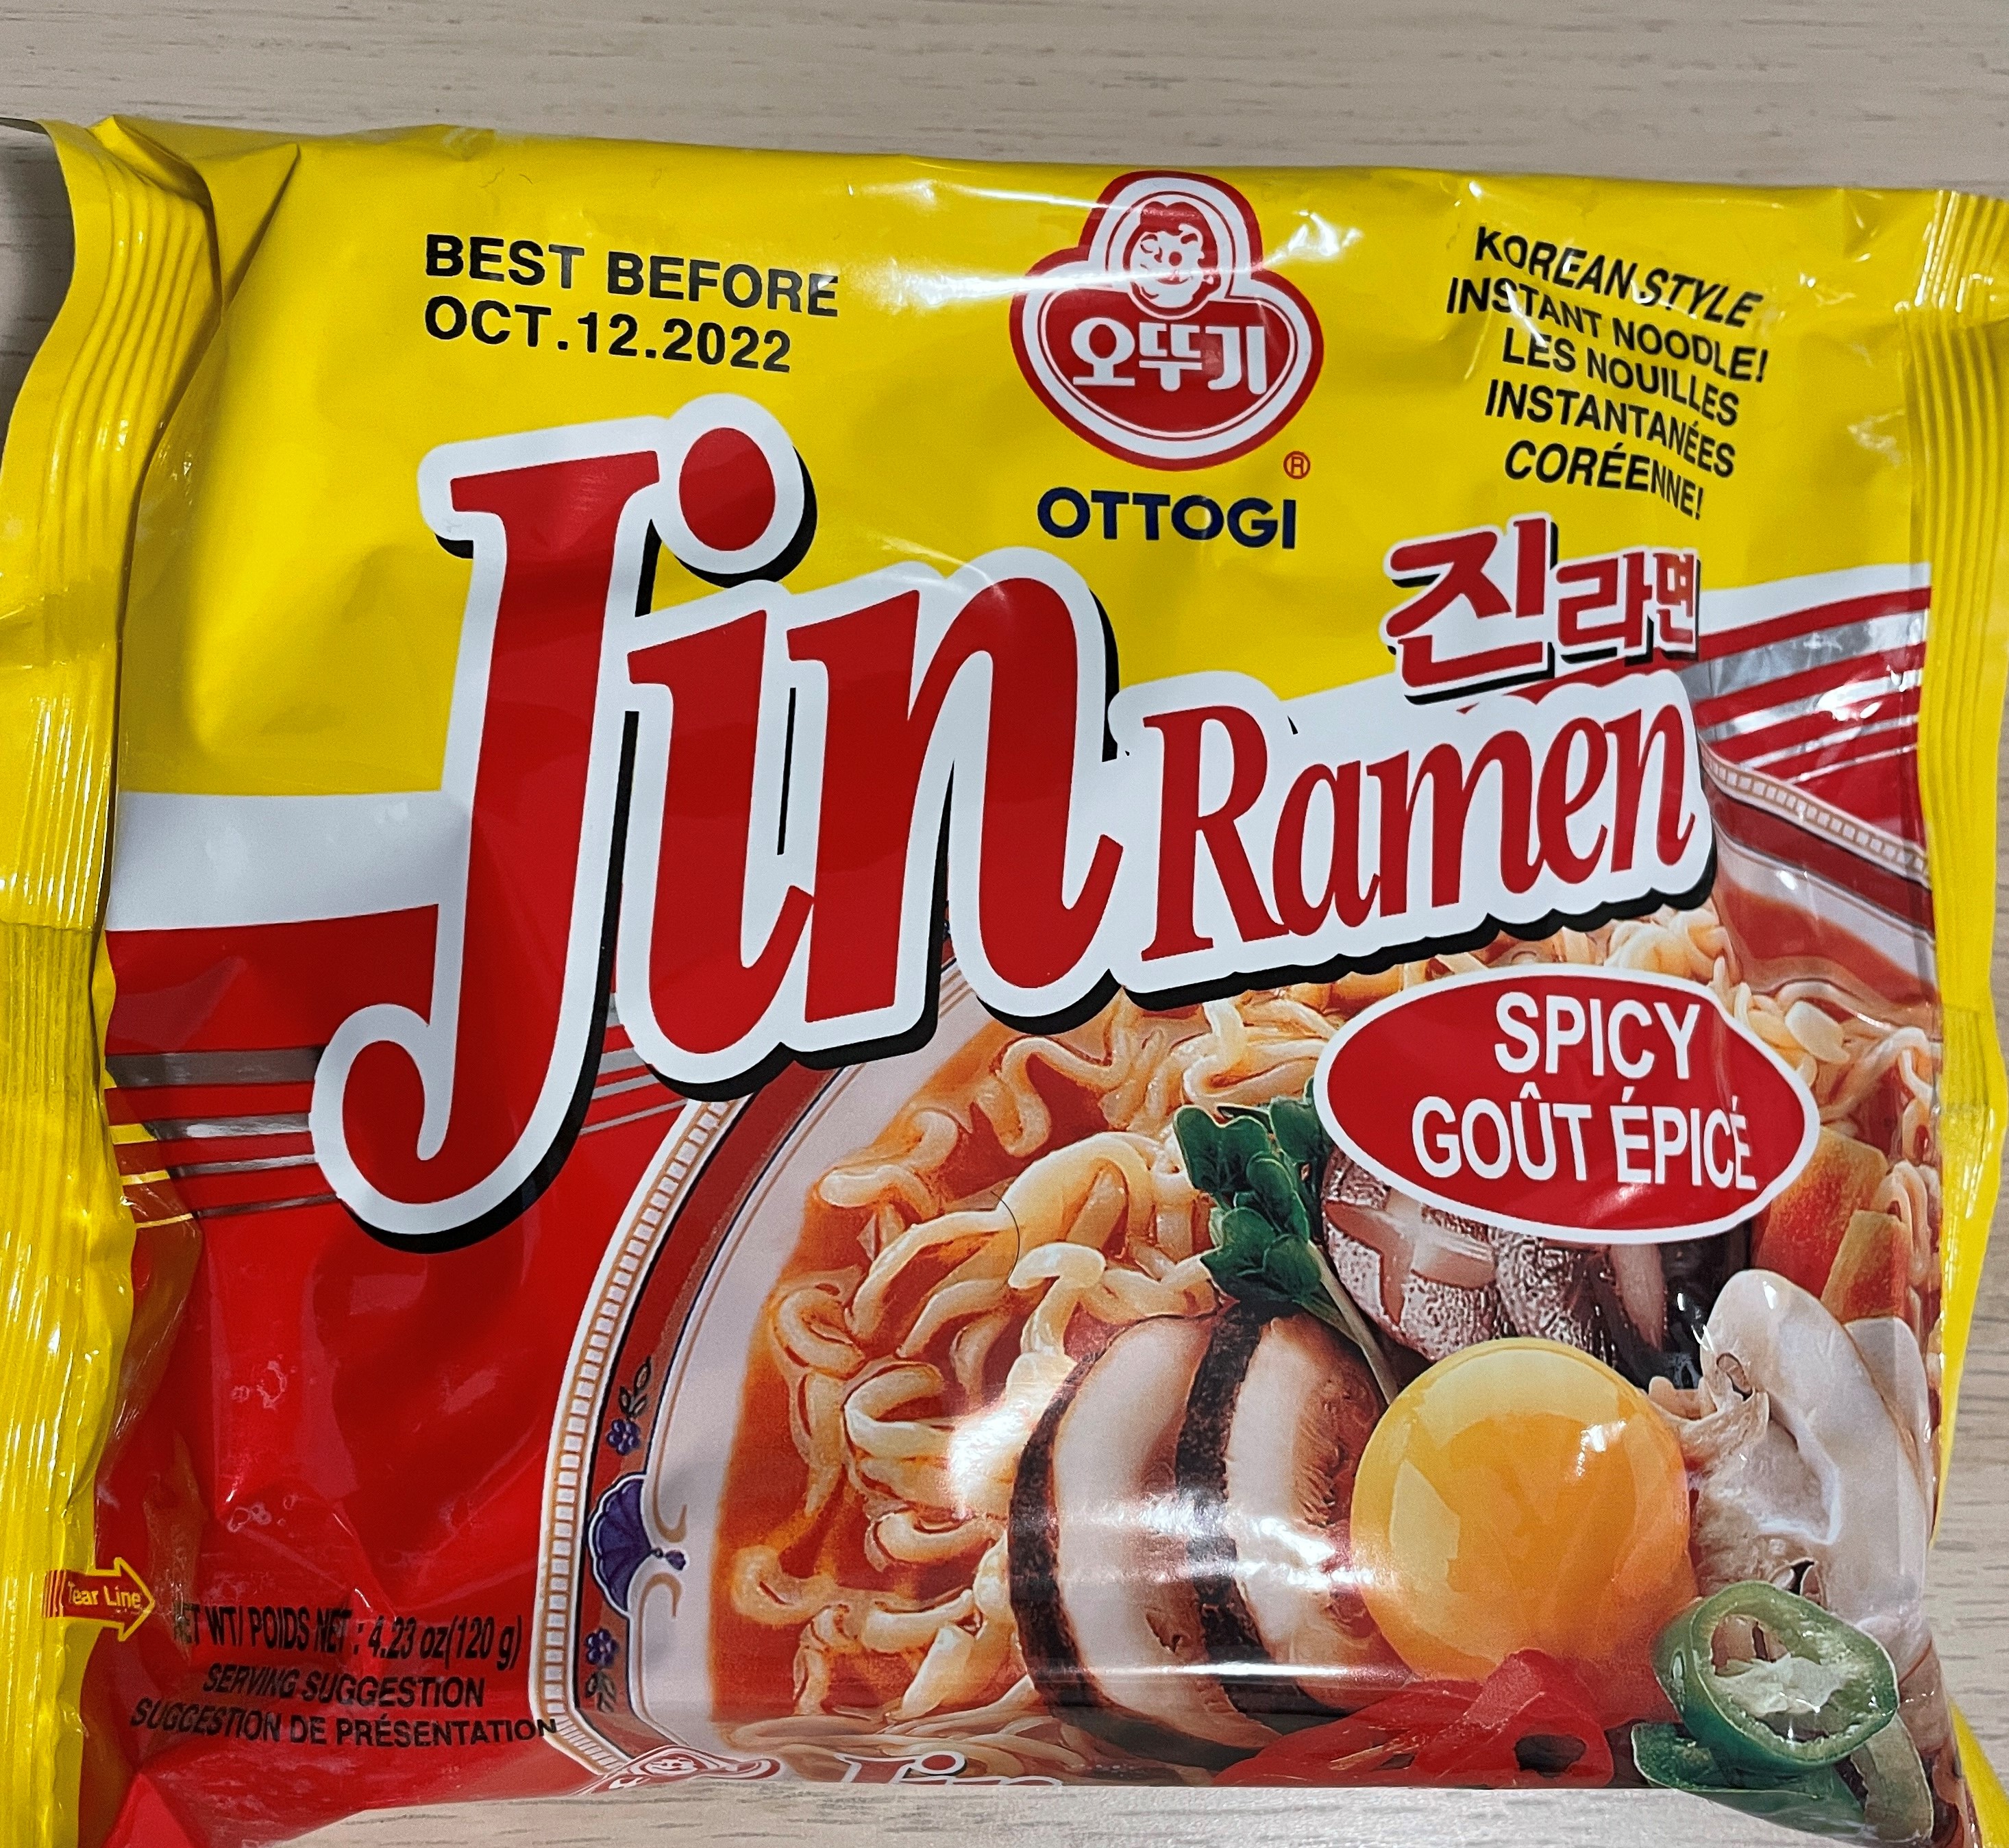 BEST BEFORE
OCT.12.2022
오뚜기
®
OTTOGI
KOREAN STYLE
INSTANT NOODLE!
LES NOUILLES
INSTANTANÉES
CORÉENNE!
진라면
Jin Ramen
SPICY
GOÛT ÉPICÉ
Tear Line
ET WT/ POIDS NET : 4.23 oz(120 g)
SERVING SUGGESTION
SUGGESTION DE PRÉSENTATION
Jin